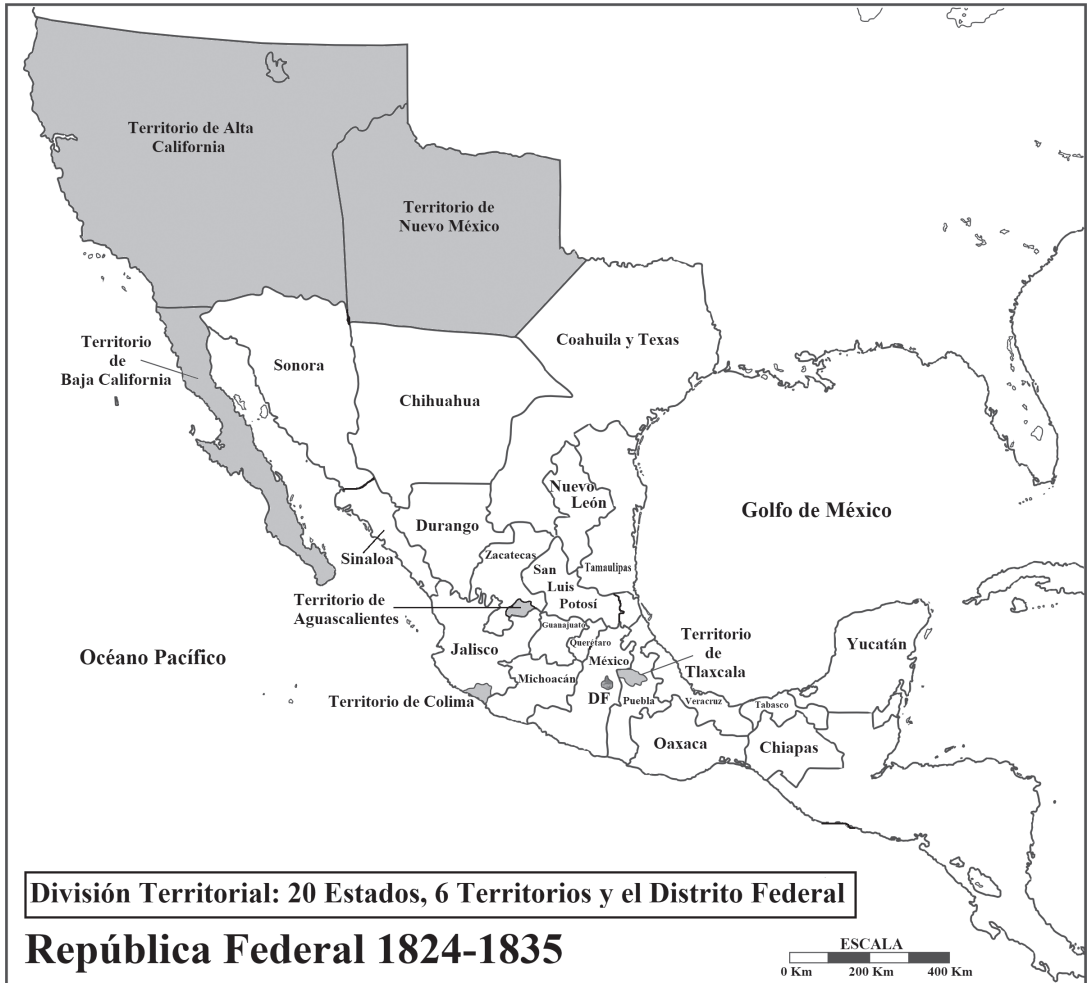 Territorio de Alta
California
Territorio de
Nuevo México
Territorio
de
Baja California
Sonora
Coahuila y Texas
Chihuahua
Nuevo
León
Golfo de México
Durango
Sinaloa
Zacatecas
San
Luis
Potosí
Tamaulipas
Territorio de
Aguascalientes
Guanajuato
Querétaro
Jalisco
México
Territorio
de
Tlaxcala
Yucatán
Océano Pacífico
Michoacán
Territorio de Colima
DF
Puebla
Veracruz
Tabasco
Oaxaca
Chiapas
División Territorial: 20 Estados, 6 Territorios y el Distrito Federal
República Federal 1824-1835
ESCALA
0 Km 200 Km 400 Km